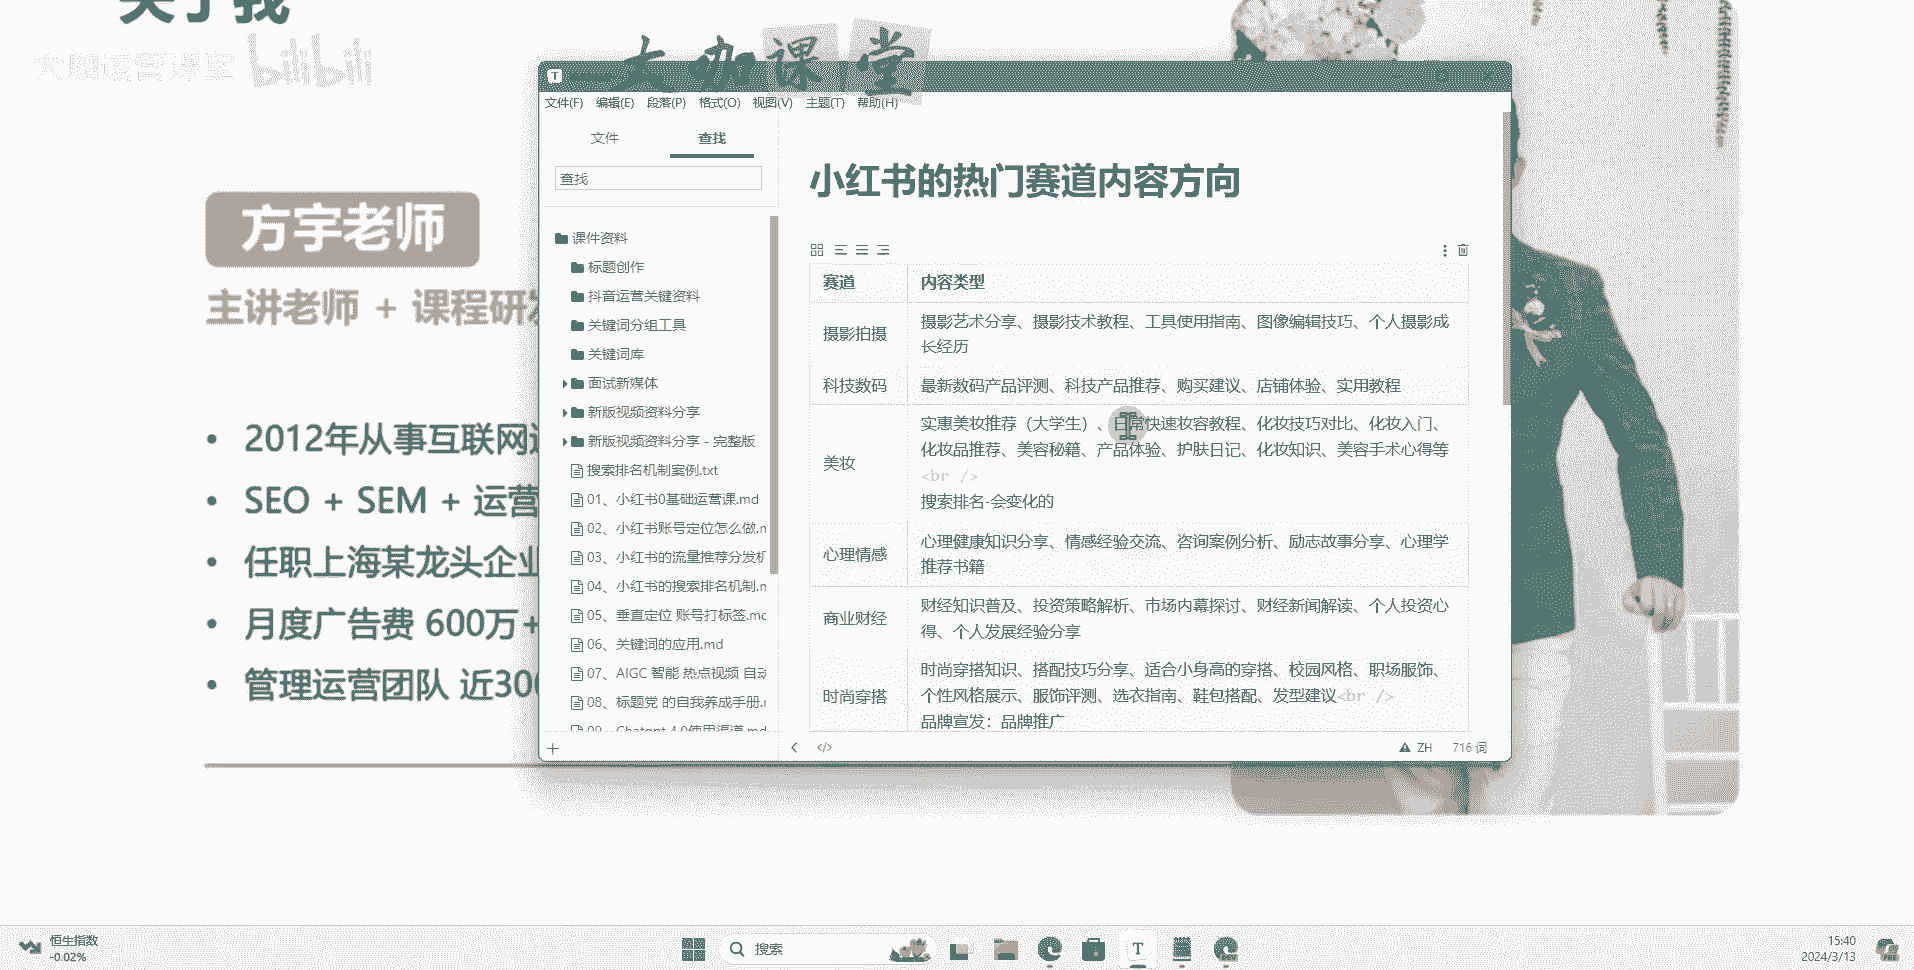 关于我
大咖运营课堂 bilibili
大咖课堂
方宇老师
主讲老师 + 课程研发
2012年从事互联网运
SEO + SEM + 运营
任职上海某龙头企业
月度广告费 600万+
管理运营团队 近300
文件(F) 编辑(E) 段落(P) 格式(O) 视图(V) 主题(T) 帮助(H)
文件 查找
查找
课件资料
标题创作
抖音运营关键资料
关键词分组工具
关键词库
面试新媒体
新版视频资料分享
新版视频资料分享 - 完整版
搜索排名机制案例.txt
01、小红书0基础运营课.md
02、小红书账号定位怎么做.m
03、小红书的流量推荐分发机
04、小红书的搜索排名机制.m
05、垂直定位 账号打标签.md
06、关键词的应用.md
07、AIGC 智能 热点视频 自动
08、标题党 的自我养成手册.m
09、Chatgpt 4.0使用渠道.md
小红书的热门赛道内容方向
赛道 内容类型
摄影拍摄 摄影艺术分享、摄影技术教程、工具使用指南、图像编辑技巧、个人摄影成
长经历
科技数码 最新数码产品评测、科技产品推荐、购买建议、店铺体验、实用教程
美妆 实惠美妆推荐（大学生）、日常快速妆容教程、化妆技巧对比、化妆入门、
化妆品推荐、美容秘籍、产品体验、护肤日记、化妆知识、美容手术心得等
<br />
搜索排名-会变化的
心理情感 心理健康知识分享、情感经验交流、咨询案例分析、励志故事分享、心理学
推荐书籍
商业财经 财经知识普及、投资策略解析、市场内幕探讨、财经新闻解读、个人投资心
得、个人发展经验分享
时尚穿搭 时尚穿搭知识、搭配技巧分享、适合小身高的穿搭、校园风格、职场服饰、
个性风格展示、服饰评测、选衣指南、鞋包搭配、发型建议<br />
品牌宣发：品牌推广
ZH 716 词
恒生指数
-0.02%
搜索
15:40
2024/3/13